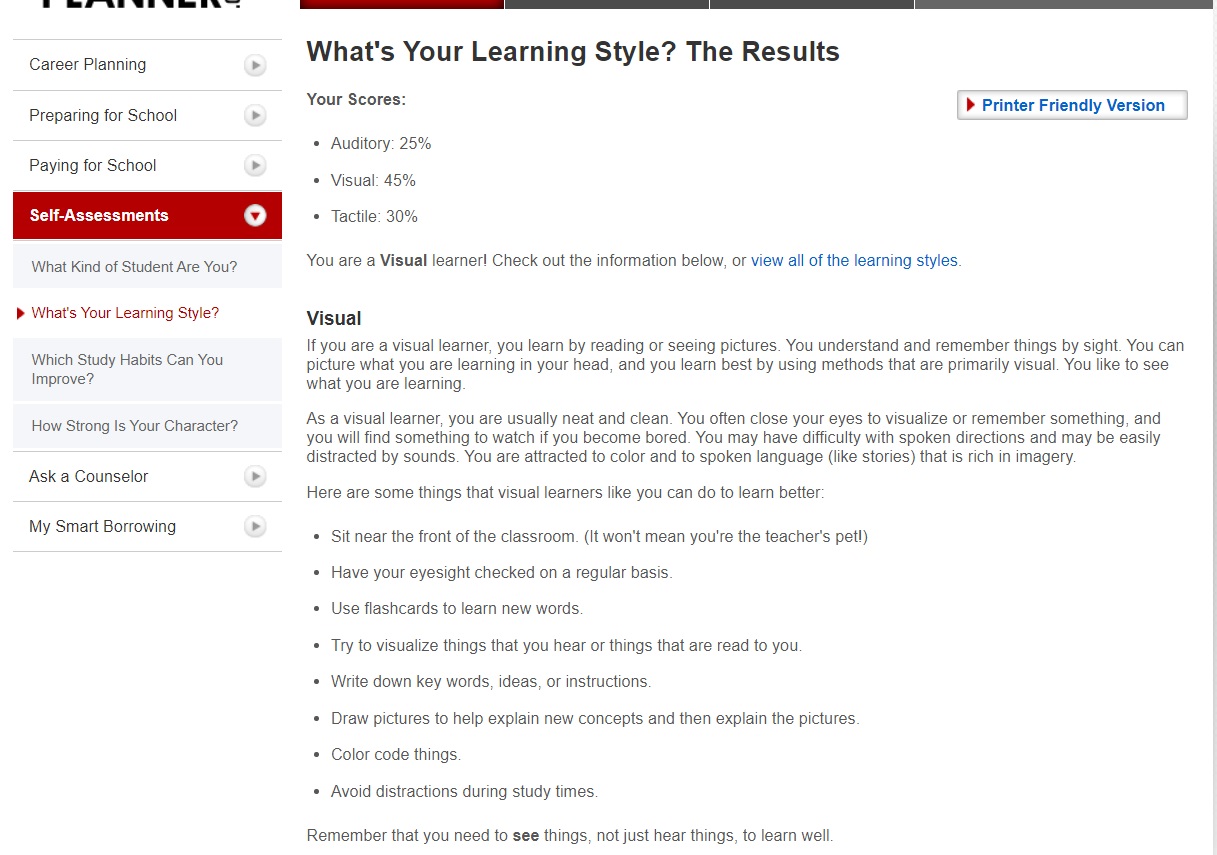 PLANNER
Career Planning
Preparing for School
Paying for School
Self-Assessments
What Kind of Student Are You?
What's Your Learning Style?
Which Study Habits Can You
Improve?
How Strong Is Your Character?
Ask a Counselor
My Smart Borrowing
What's Your Learning Style? The Results
Your Scores:
Printer Friendly Version
• Auditory: 25%
• Visual: 45%
• Tactile: 30%
You are a Visual learner! Check out the information below, or view all of the learning styles.
Visual
If you are a visual learner, you learn by reading or seeing pictures. You understand and remember things by sight. You can
picture what you are learning in your head, and you learn best by using methods that are primarily visual. You like to see
what you are learning.
As a visual learner, you are usually neat and clean. You often close your eyes to visualize or remember something, and
you will find something to watch if you become bored. You may have difficulty with spoken directions and may be easily
distracted by sounds. You are attracted to color and to spoken language (like stories) that is rich in imagery.
Here are some things that visual learners like you can do to learn better:
• Sit near the front of the classroom. (It won't mean you're the teacher's pet!)
• Have your eyesight checked on a regular basis.
• Use flashcards to learn new words.
• Try to visualize things that you hear or things that are read to you.
• Write down key words, ideas, or instructions.
• Draw pictures to help explain new concepts and then explain the pictures.
• Color code things.
• Avoid distractions during study times.
Remember that you need to see things, not just hear things, to learn well.